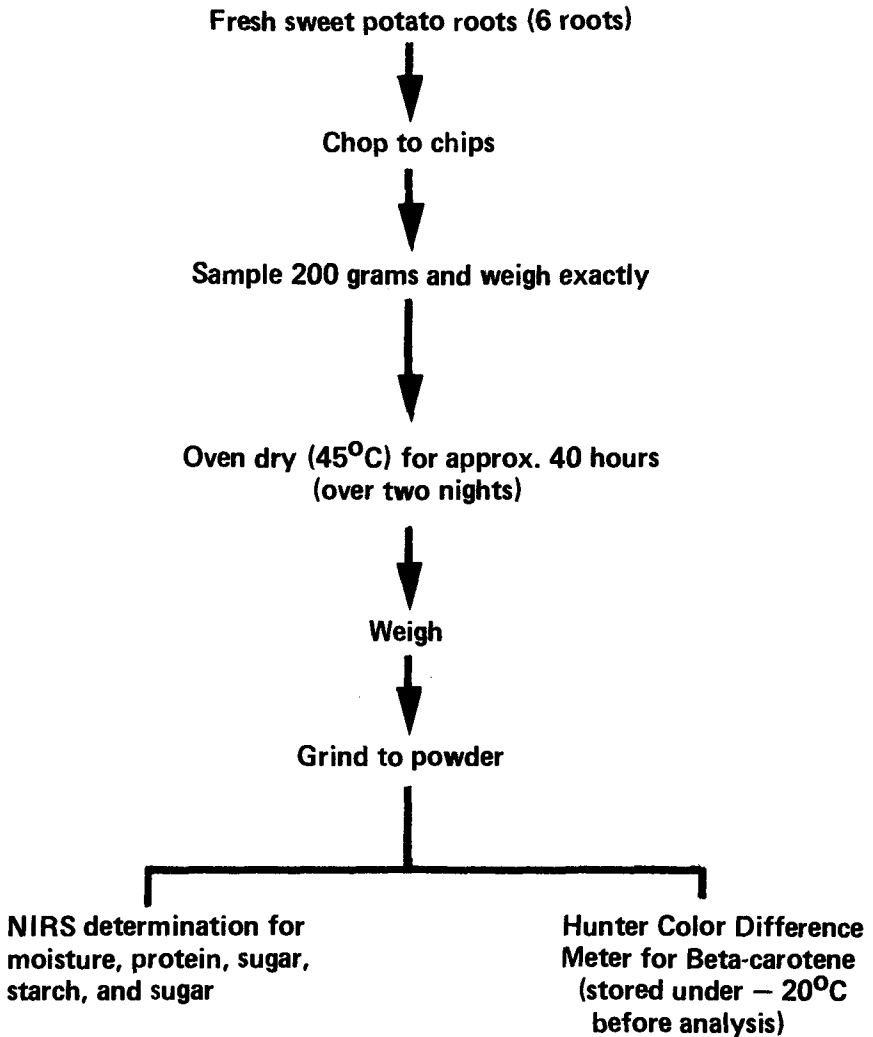 Fresh sweet potato roots (6 roots)
Chop to chips
Sample 200 grams and weigh exactly
Oven dry (45°C) for approx. 40 hours
(over two nights)
Weigh
Grind to powder
NIRS determination for
moisture, protein, sugar,
starch, and sugar
Hunter Color Difference
Meter for Beta-carotene
(stored under — 20°C
before analysis)